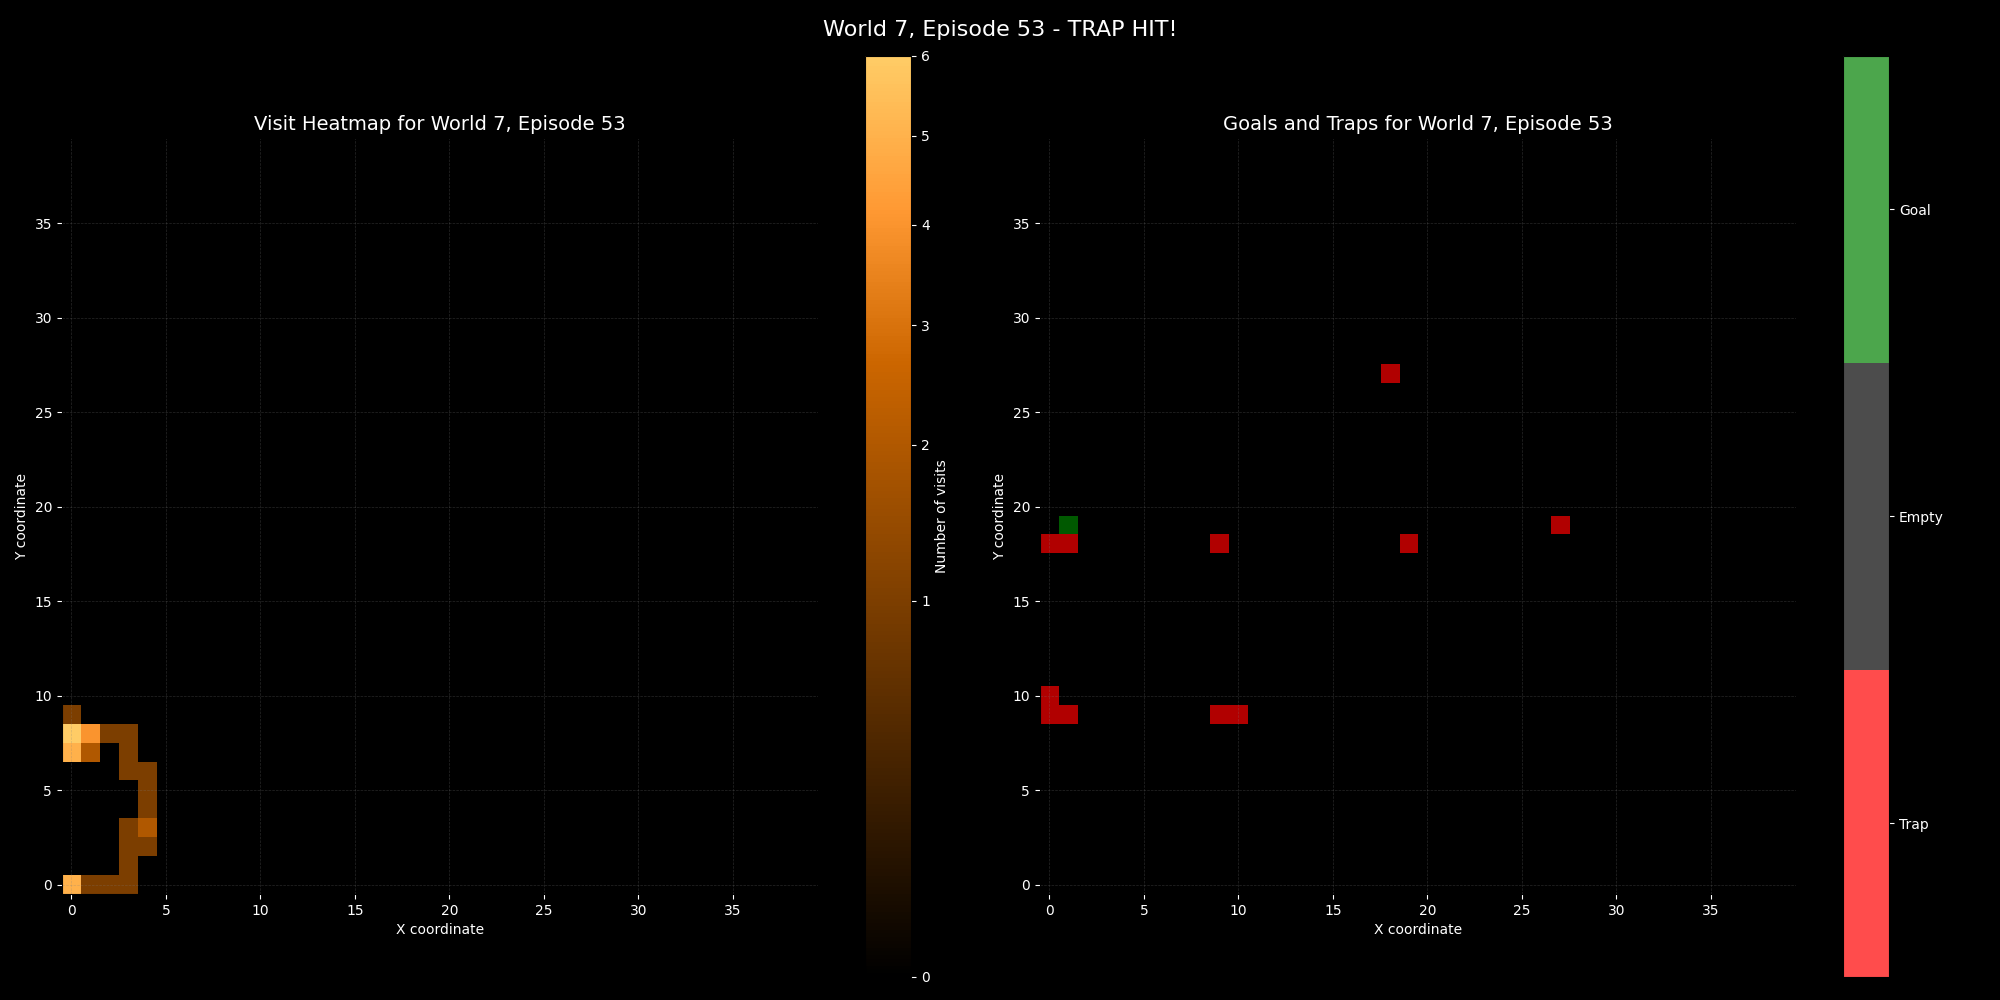 World 7, Episode 53 - TRAP HIT!
Visit Heatmap for World 7, Episode 53
Y coordinate
35
30
25
20
15
10
5
0
0 5 10 15 20 25 30 35
X coordinate
6
5
4
3
2
1
0
Number of visits
Goals and Traps for World 7, Episode 53
Y coordinate
35
30
25
20
15
10
5
0
0 5 10 15 20 25 30 35
X coordinate
Goal
Empty
Trap